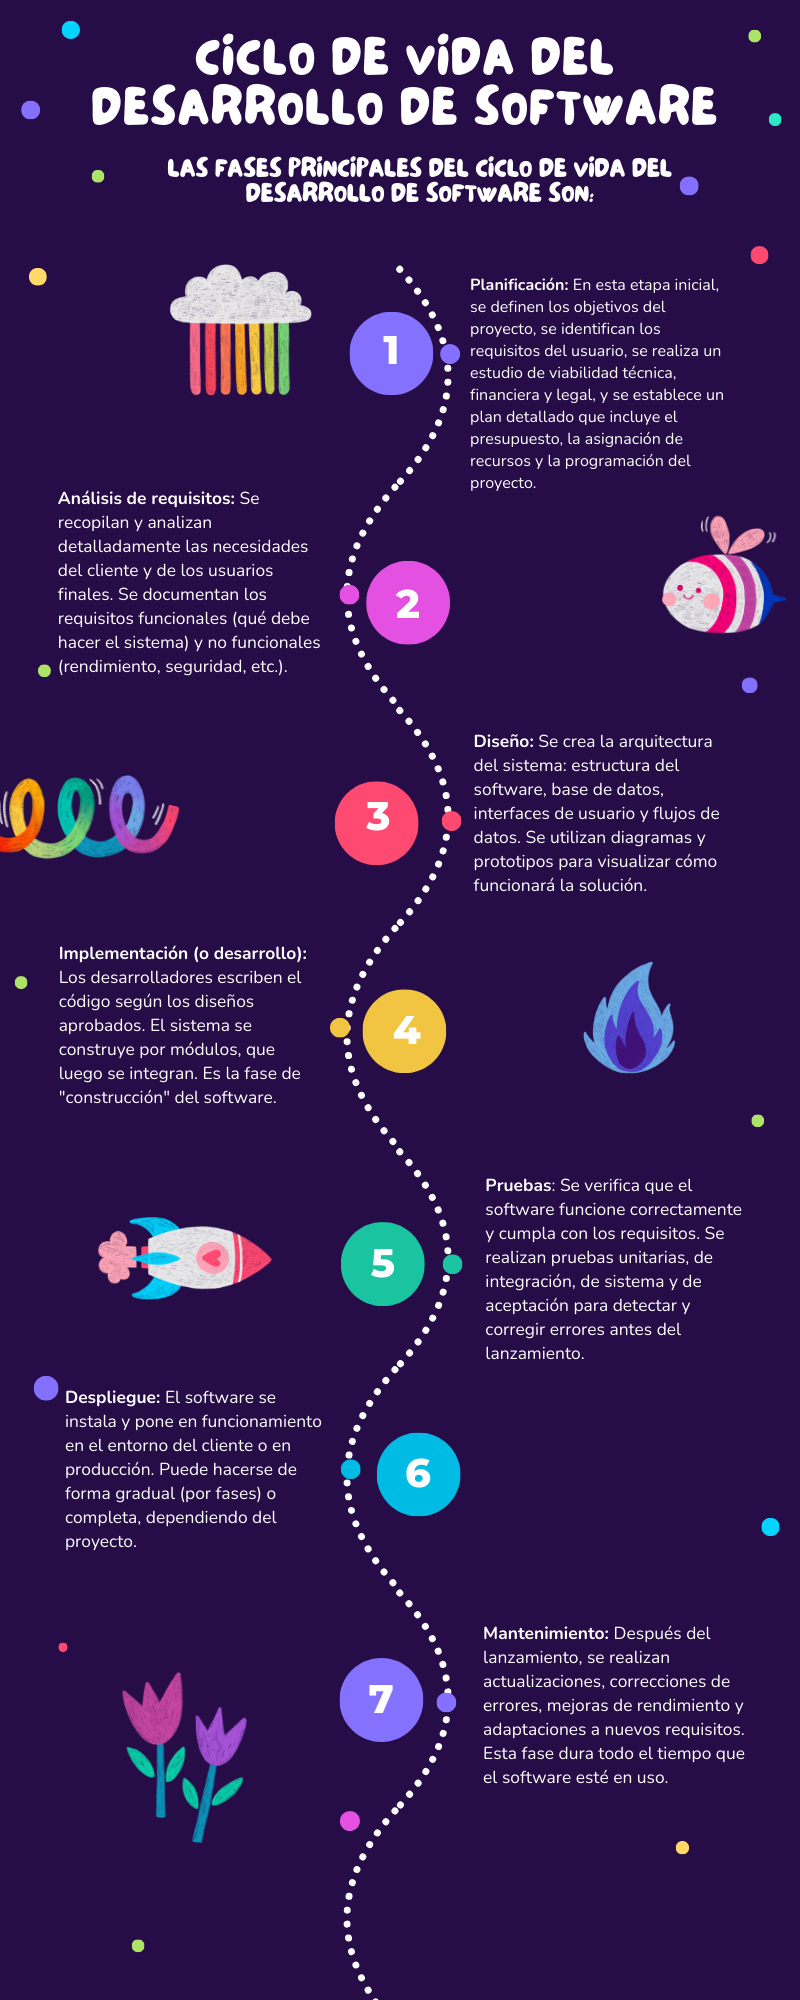 CiCLO DE ViDA DEL
DESARROLLO DE SOFTWARE
LAS FASES PRiNCiPALES DEL CiCLO DE ViDA DEL
DESARROLLO DE SOFTWARE SON:
1
Planificación: En esta etapa inicial,
se definen los objetivos del
proyecto, se identifican los
requisitos del usuario, se realiza un
estudio de viabilidad técnica,
financiera y legal, y se establece un
plan detallado que incluye el
presupuesto, la asignación de
recursos y la programación del
proyecto.
Análisis de requisitos: Se
recopilan y analizan
detalladamente las necesidades
del cliente y de los usuarios
finales. Se documentan los
requisitos funcionales (qué debe
hacer el sistema) y no funcionales
(rendimiento, seguridad, etc.).
2
3
Diseño: Se crea la arquitectura
del sistema: estructura del
software, base de datos,
interfaces de usuario y flujos de
datos. Se utilizan diagramas y
prototipos para visualizar cómo
funcionará la solución.
Implementación (o desarrollo):
Los desarrolladores escriben el
código según los diseños
aprobados. El sistema se
construye por módulos, que
luego se integran. Es la fase de
"construcción" del software.
4
5
Pruebas: Se verifica que el
software funcione correctamente
y cumpla con los requisitos. Se
realizan pruebas unitarias, de
integración, de sistema y de
aceptación para detectar y
corregir errores antes del
lanzamiento.
Despliegue: El software se
instala y pone en funcionamiento
en el entorno del cliente o en
producción. Puede hacerse de
forma gradual (por fases) o
completa, dependiendo del
proyecto.
6
7
Mantenimiento: Después del
lanzamiento, se realizan
actualizaciones, correcciones de
errores, mejoras de rendimiento y
adaptaciones a nuevos requisitos.
Esta fase dura todo el tiempo que
el software esté en uso.